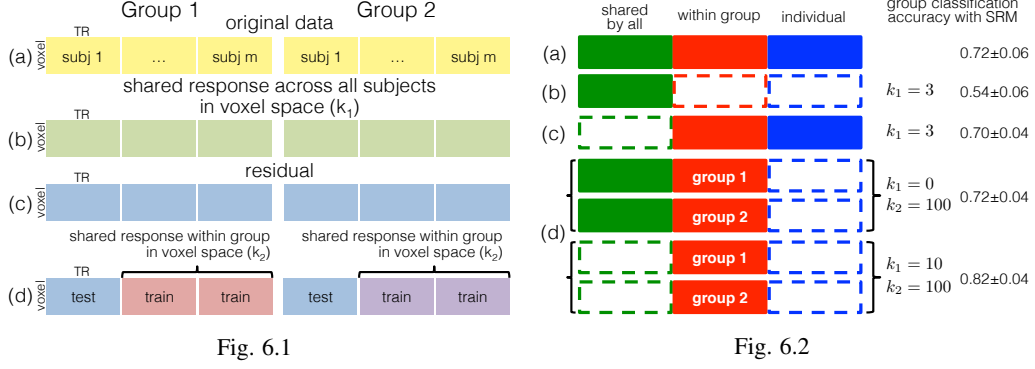 Group 1 Group 2
original data
TR
voxel
(a) subj 1 ... subj m subj 1 ... subj m
shared response across all subjects
in voxel space (k₁)
TR
voxel
(b)
residual
TR
voxel
(c)
shared response within group
in voxel space (k₂)
shared response within group
in voxel space (k₂)
TR
voxel
(d) test train train test train train
Fig. 6.1
shared
by all
within group
individual
group classification
accuracy with SRM
(a) 0.72±0.06
(b) k₁ = 3 0.54±0.06
(c) k₁ = 3 0.70±0.04
(d)
group 1
group 2
k₁ = 0
k₂ = 100
0.72±0.04
group 1
group 2
k₁ = 10
k₂ = 100
0.82±0.04
Fig. 6.2